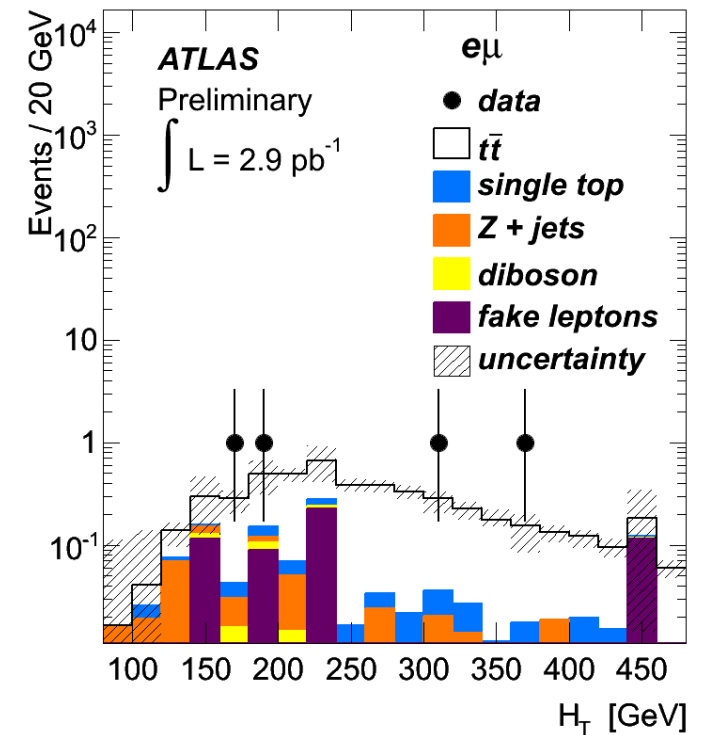 Events / 20 GeV
10⁴
10³
10²
10
1
10⁻¹
ATLAS
Preliminary
∫ L = 2.9 pb⁻¹
eμ
data
tt̄
single top
Z + jets
diboson
fake leptons
uncertainty
100 150 200 250 300 350 400 450
H_T [GeV]